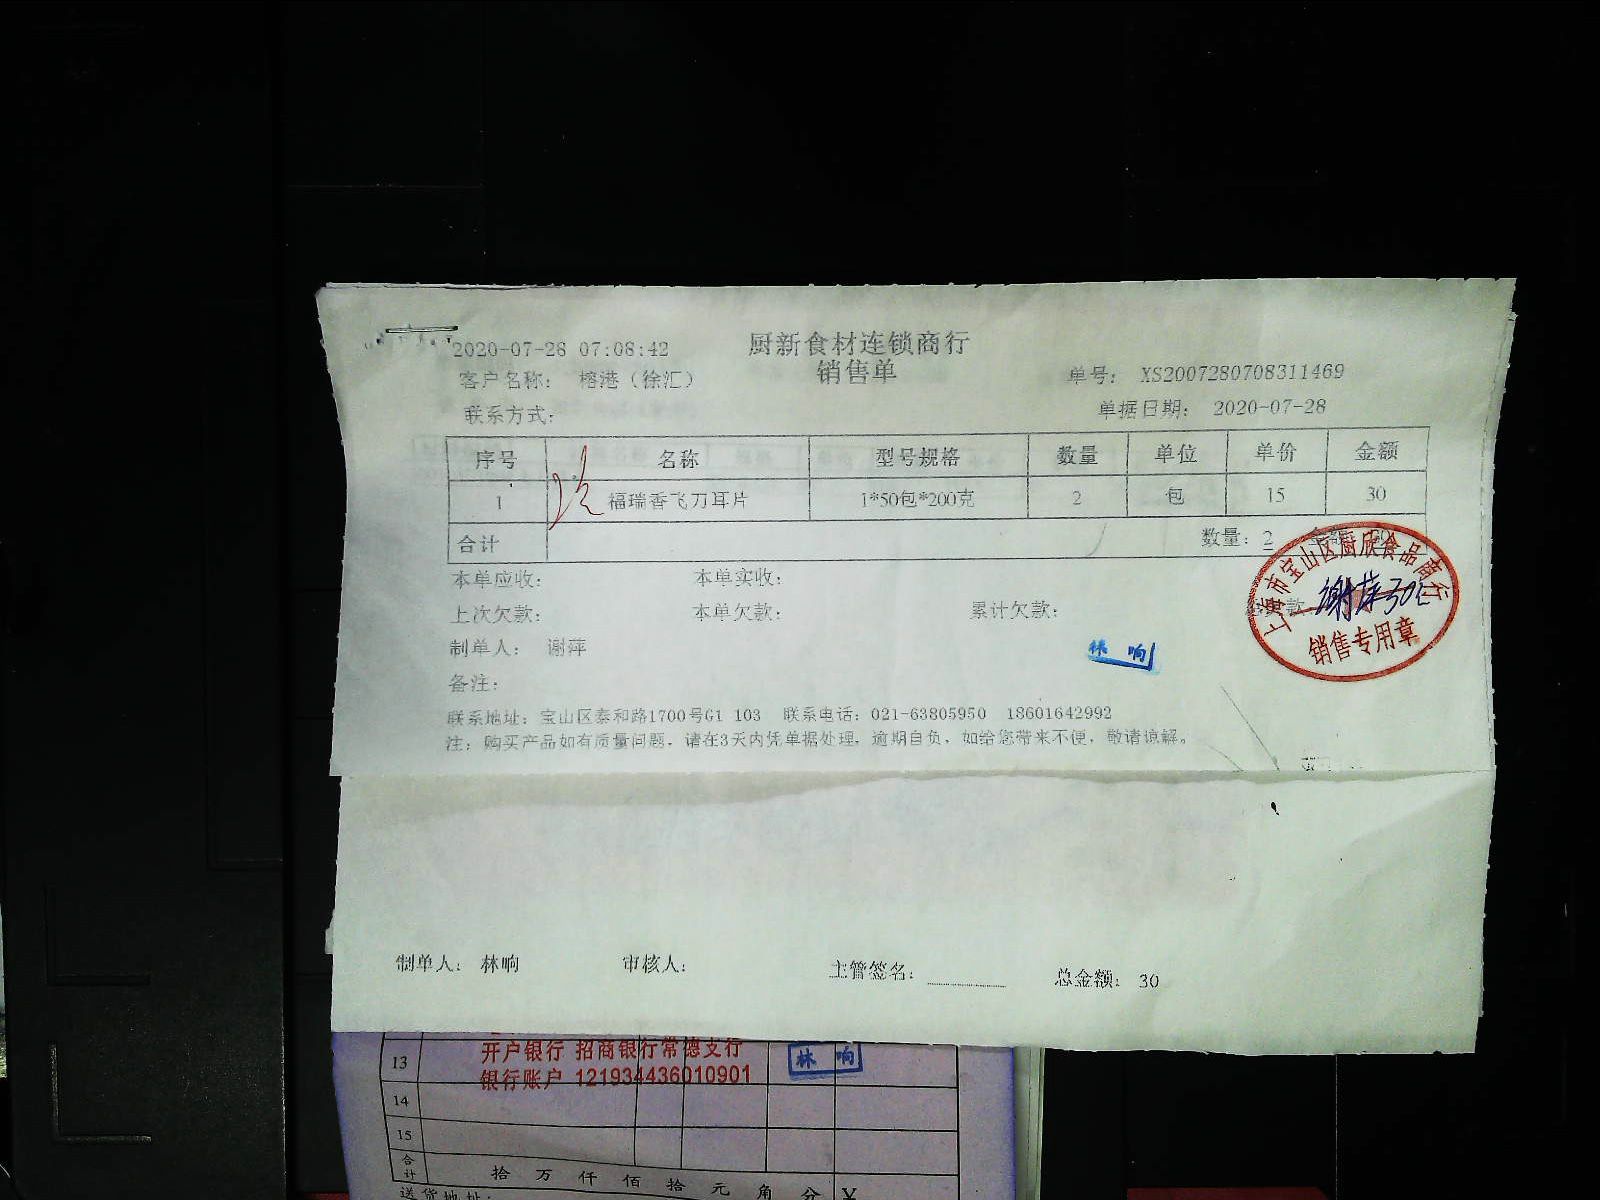 2020-07-28 07:08:42
厨新食材连锁商行
销售单
客户名称: 榕港（徐汇）
单号: XS2007280708311469
联系方式:
单据日期: 2020-07-28
序号 名称 型号规格 数量 单位 单价 金额
1 福瑞香飞刀耳片 1*50包*200克 2 包 15 30
合计 数量: 2
上海市宝山区厨欣食品商行
谢萍
销售专用章
本单应收: 本单实收:
上次欠款: 本单欠款: 累计欠款:
制单人: 谢萍
林 响
备注:
联系地址: 宝山区泰和路1700号G1 103 联系电话: 021-63805950 18601642992
注: 购买产品如有质量问题, 请在3天内凭单据处理, 逾期自负, 如给您带来不便, 敬请谅解。
制单人: 林响 审核人: 主管签名: 总金额: 30
13 开户银行 招商银行常德支行
银行账户 121934436010901
林 响
14
15
合计 拾 万 仟 佰 拾 元 角 分 ￥
送货地址: